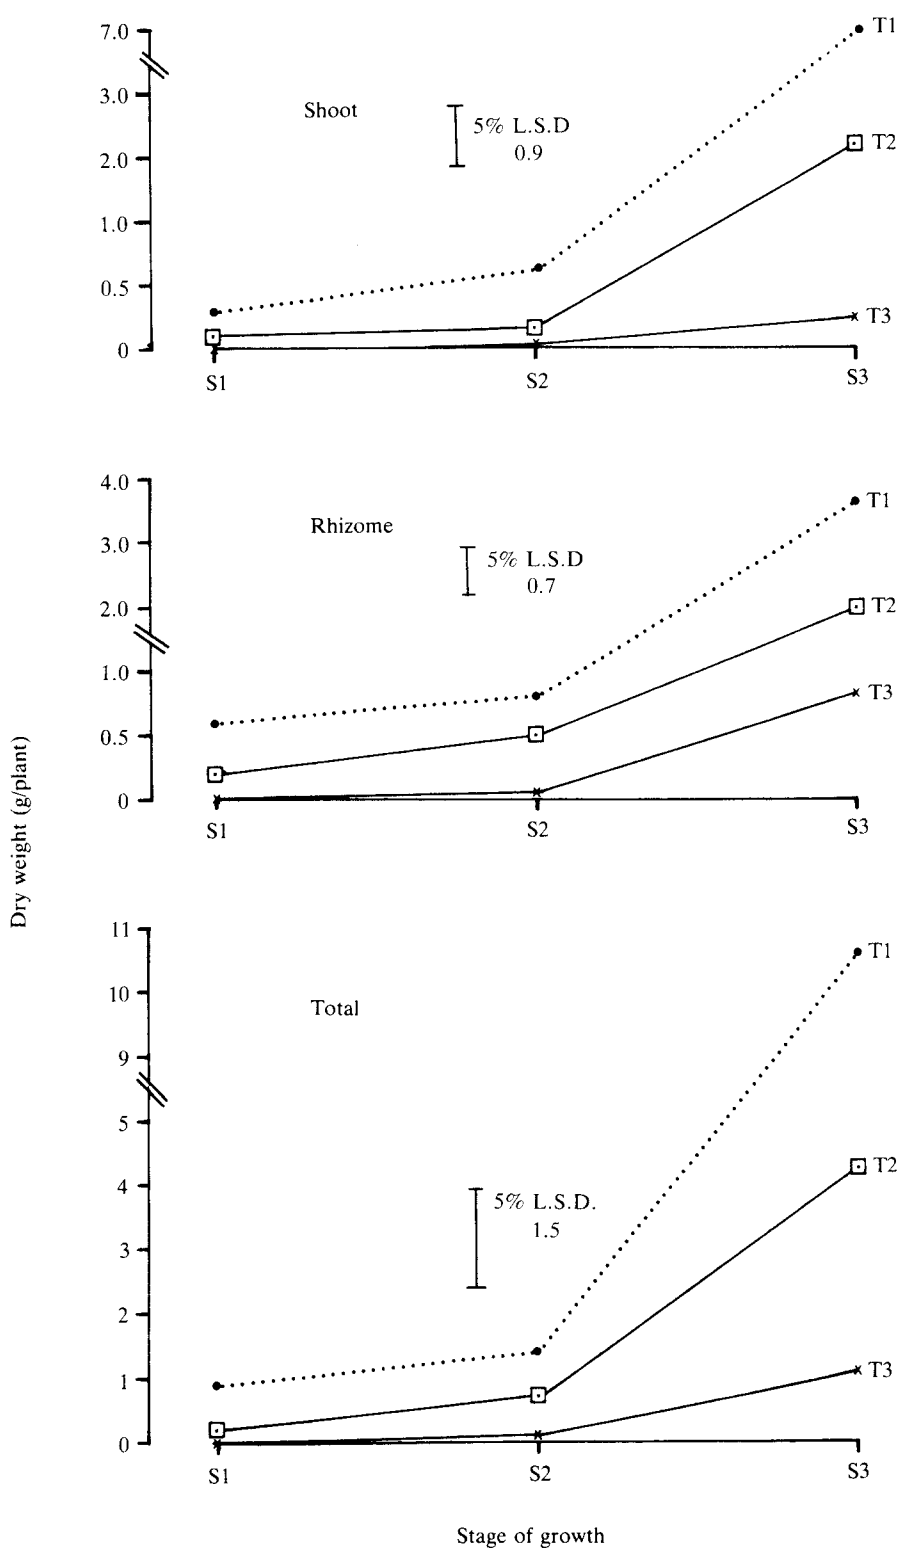 7.0
T1
3.0
Shoot
5% L.S.D
0.9
T2
2.0
1.0
0.5
T3
0
S1
S2
S3
4.0
T1
Rhizome
3.0
5% L.S.D
0.7
2.0
T2
1.0
T3
0.5
0
S1
S2
S3
Dry weight (g/plant)
11
T1
10
Total
9
5
T2
4
5% L.S.D.
1.5
3
2
1
T3
0
S1
S2
S3
Stage of growth